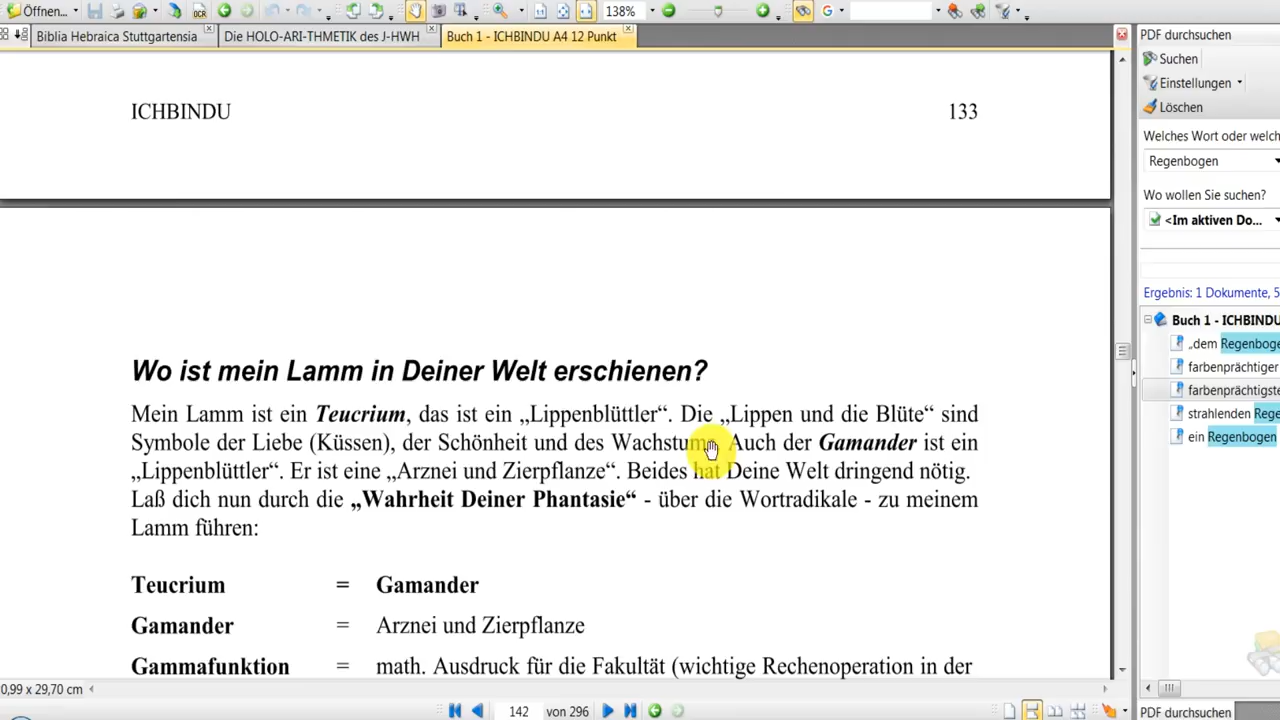 Öffnen...
OCR
138%
G
Biblia Hebraica Stuttgartensia
Die HOLO-ARI-THMETIK des J-HWH
Buch 1 - ICHBINDU A4 12 Punkt
ICHBINDU 133
Wo ist mein Lamm in Deiner Welt erschienen?
Mein Lamm ist ein Teucrium, das ist ein „Lippenblüttler“. Die „Lippen und die Blüte“ sind
Symbole der Liebe (Küssen), der Schönheit und des Wachstums. Auch der Gamander ist ein
„Lippenblüttler“. Er ist eine „Arznei und Zierpflanze“. Beides hat Deine Welt dringend nötig.
Laß dich nun durch die „Wahrheit Deiner Phantasie“ - über die Wortradikale - zu meinem
Lamm führen:
Teucrium = Gamander
Gamander = Arznei und Zierpflanze
Gammafunktion = math. Ausdruck für die Fakultät (wichtige Rechenoperation in der
0,99 x 29,70 cm
142 von 296
PDF durchsuchen
Suchen
Einstellungen
Löschen
Welches Wort oder welch
Regenbogen
Wo wollen Sie suchen?
<Im aktiven Do...
Ergebnis: 1 Dokumente, 5
Buch 1 - ICHBINDU
„dem Regenboge
farbenprächtiger
farbenprächtigste
strahlenden Rege
ein Regenbogen
PDF durchsuchen